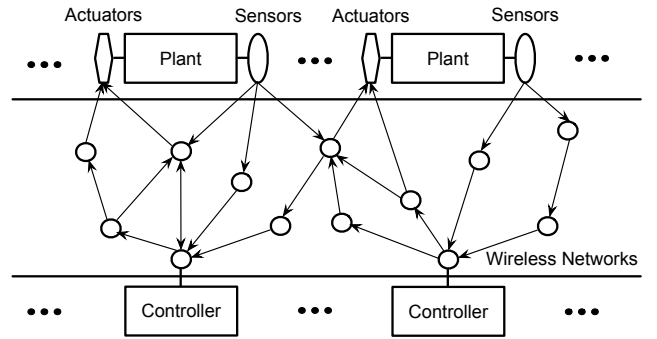 Actuators
Sensors
Actuators
Sensors
Plant
Plant
Wireless Networks
Controller
Controller